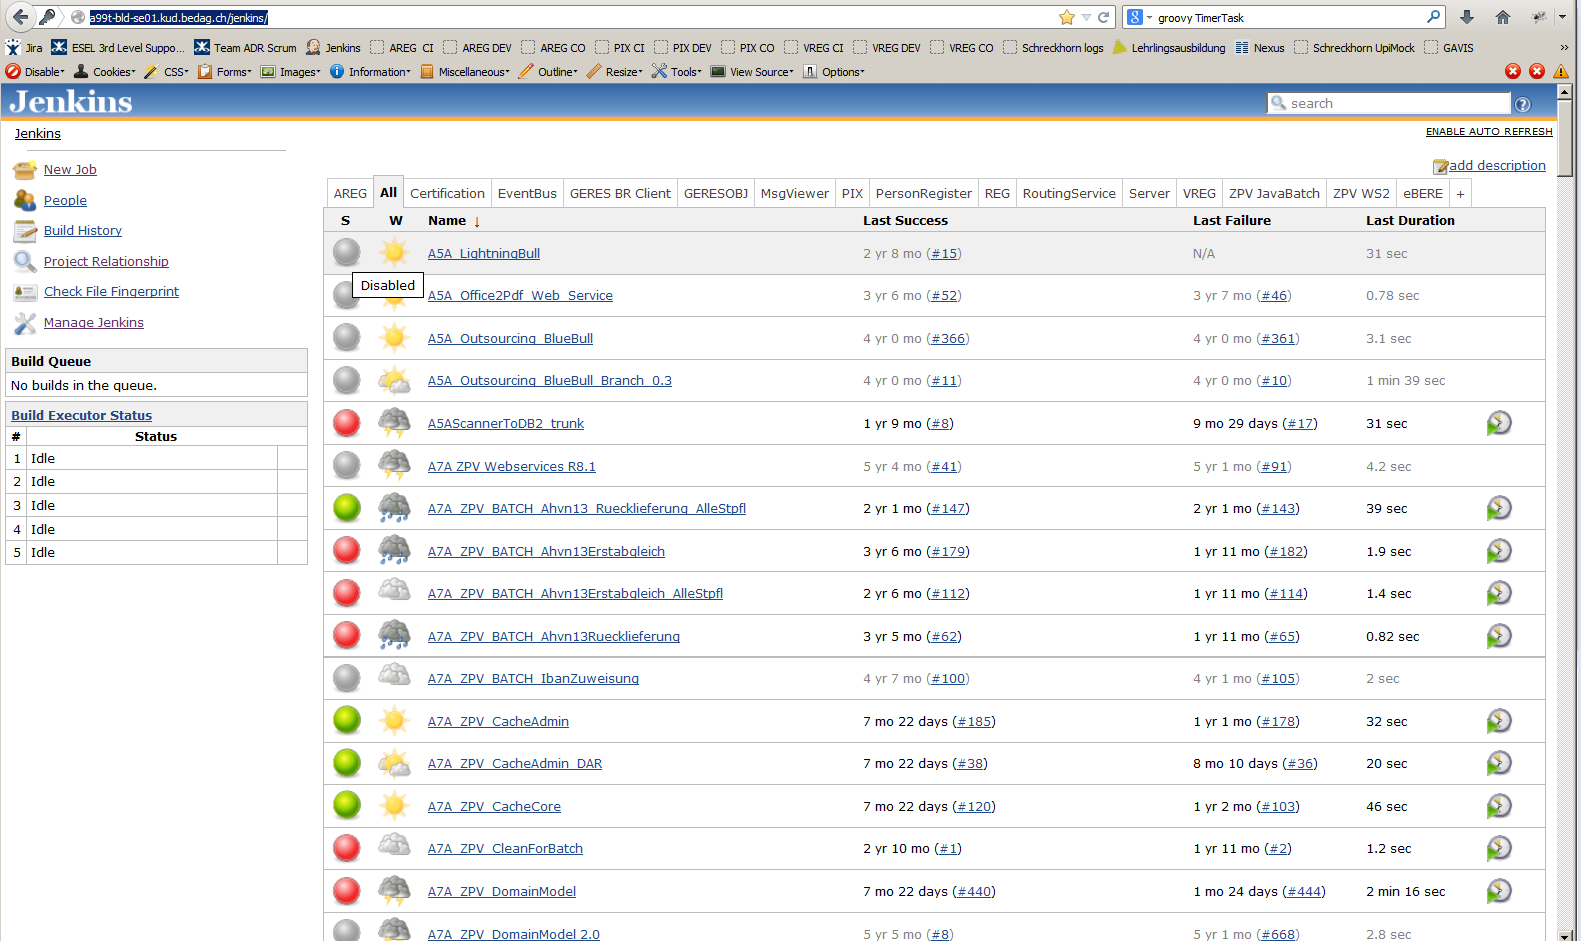 a99t-bld-se01.kud.bedag.ch/jenkins/
groovy TimerTask
Jira ESEL 3rd Level Suppo... Team ADR Scrum Jenkins AREG CI AREG DEV AREG CO PIX CI PIX DEV PIX CO VREG CI VREG DEV VREG CO Schreckhorn logs Lehrlingsausbildung Nexus Schreckhorn UpiMock GAVIS »
Disable Cookies CSS Forms Images Information Miscellaneous Outline Resize Tools View Source Options
Jenkins
search
Jenkins
ENABLE AUTO REFRESH
New Job
People
Build History
Project Relationship
Check File Fingerprint
Manage Jenkins
Build Queue
No builds in the queue.
Build Executor Status
# Status
1 Idle
2 Idle
3 Idle
4 Idle
5 Idle
add description
AREG All Certification EventBus GERES BR Client GERESOBJ MsgViewer PIX PersonRegister REG RoutingService Server VREG ZPV JavaBatch ZPV WS2 eBERE +
S W Name ↓ Last Success Last Failure Last Duration
A5A_LightningBull 2 yr 8 mo (#15) N/A 31 sec
Disabled
A5A_Office2Pdf_Web_Service 3 yr 6 mo (#52) 3 yr 7 mo (#46) 0.78 sec
A5A_Outsourcing_BlueBull 4 yr 0 mo (#366) 4 yr 0 mo (#361) 3.1 sec
A5A_Outsourcing_BlueBull_Branch_0.3 4 yr 0 mo (#11) 4 yr 0 mo (#10) 1 min 39 sec
A5AScannerToDB2_trunk 1 yr 9 mo (#8) 9 mo 29 days (#17) 31 sec
A7A ZPV Webservices R8.1 5 yr 4 mo (#41) 5 yr 1 mo (#91) 4.2 sec
A7A_ZPV_BATCH_Ahvn13_Ruecklieferung_AlleStpfl 2 yr 1 mo (#147) 2 yr 1 mo (#143) 39 sec
A7A_ZPV_BATCH_Ahvn13Erstabgleich 3 yr 6 mo (#179) 1 yr 11 mo (#182) 1.9 sec
A7A_ZPV_BATCH_Ahvn13Erstabgleich_AlleStpfl 2 yr 6 mo (#112) 1 yr 11 mo (#114) 1.4 sec
A7A_ZPV_BATCH_Ahvn13Ruecklieferung 3 yr 5 mo (#62) 1 yr 11 mo (#65) 0.82 sec
A7A_ZPV_BATCH_IbanZuweisung 4 yr 7 mo (#100) 4 yr 1 mo (#105) 2 sec
A7A_ZPV_CacheAdmin 7 mo 22 days (#185) 1 yr 1 mo (#178) 32 sec
A7A_ZPV_CacheAdmin_DAR 7 mo 22 days (#38) 8 mo 10 days (#36) 20 sec
A7A_ZPV_CacheCore 7 mo 22 days (#120) 1 yr 2 mo (#103) 46 sec
A7A_ZPV_CleanForBatch 2 yr 10 mo (#1) 1 yr 11 mo (#2) 1.2 sec
A7A_ZPV_DomainModel 7 mo 22 days (#440) 1 mo 24 days (#444) 2 min 16 sec
A7A_ZPV_DomainModel 2.0 5 yr 5 mo (#8) 5 yr 1 mo (#668) 2.8 sec